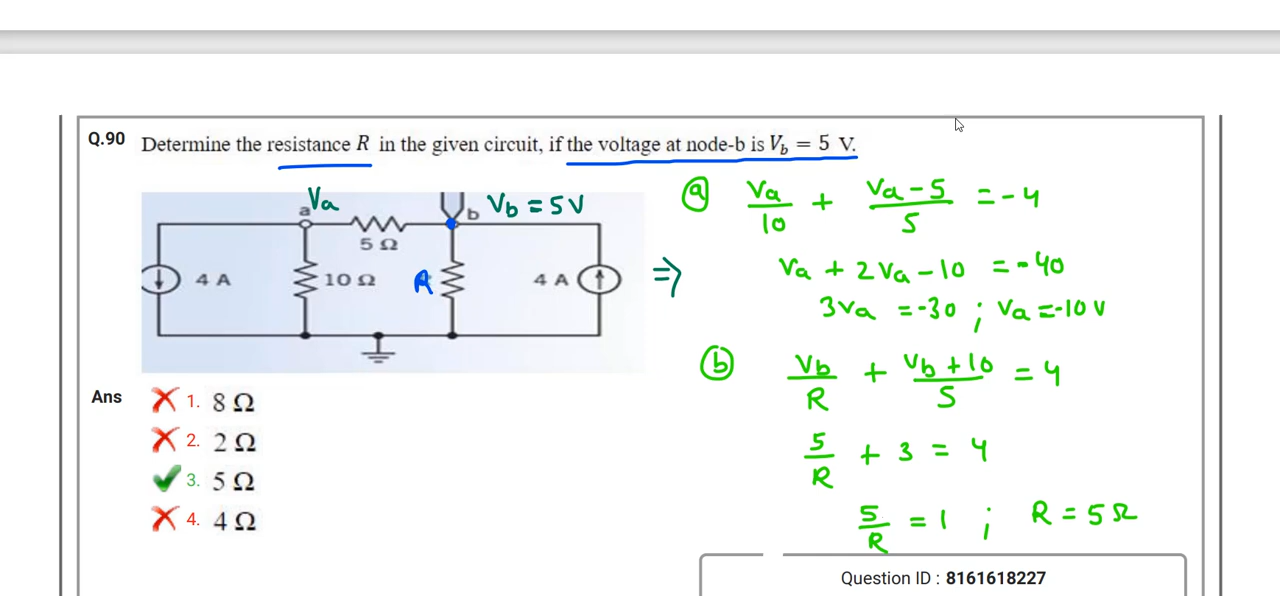 Q.90 Determine the resistance R in the given circuit, if the voltage at node-b is V_b = 5 V.
Va
a
b
Vb = 5V
5 Ω
4 A
10 Ω
R
4 A
⇒
ⓐ Va/10 + (Va-5)/5 = -4
Va + 2Va - 10 = -40
3Va = -30 ; Va = -10V
ⓑ Vb/R + (Vb+10)/5 = 4
5/R + 3 = 4
5/R = 1 ; R = 5Ω
Ans
1. 8 Ω
2. 2 Ω
3. 5 Ω
4. 4 Ω
Question ID : 8161618227